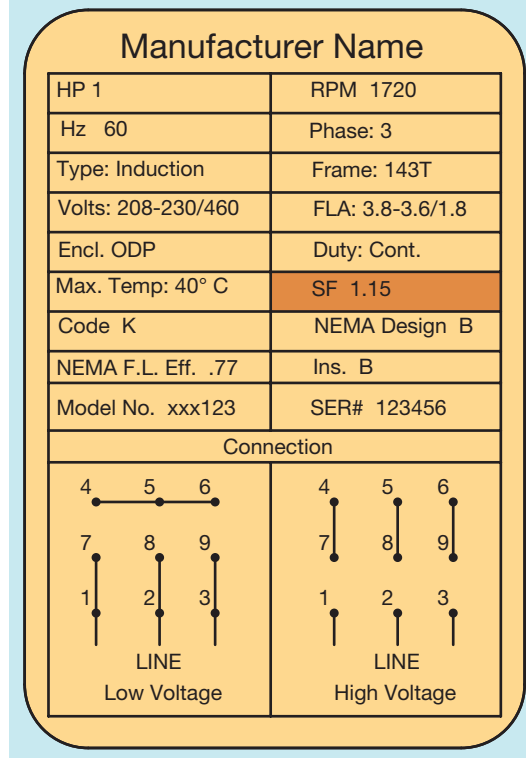 Manufacturer Name
HP 1 RPM 1720
Hz 60 Phase: 3
Type: Induction Frame: 143T
Volts: 208-230/460 FLA: 3.8-3.6/1.8
Encl. ODP Duty: Cont.
Max. Temp: 40° C SF 1.15
Code K NEMA Design B
NEMA F.L. Eff. .77 Ins. B
Model No. xxx123 SER# 123456
Connection
4 5 6 4 5 6
7 8 9 7 8 9
1 2 3 1 2 3
LINE LINE
Low Voltage High Voltage